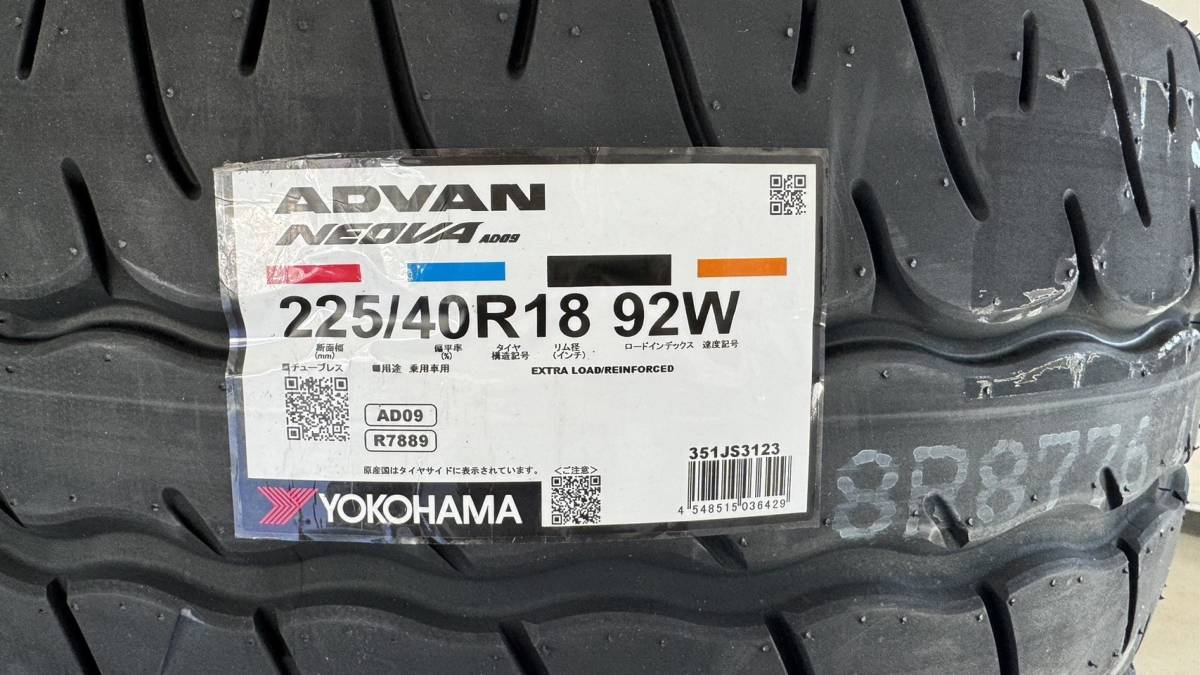 ADVAN
NEOVA AD09
225/40R18 92W
断面幅 (mm) 偏平率 (%) タイヤ 構造記号 リム径 (インチ) ロードインデックス 速度記号
■チューブレス ■用途 乗用車用 EXTRA LOAD/REINFORCED
AD09
R7889
原産国はタイヤサイドに表示されています。 <ご注意>
351JS3123
4 548515 036429
YOKOHAMA
8R8776